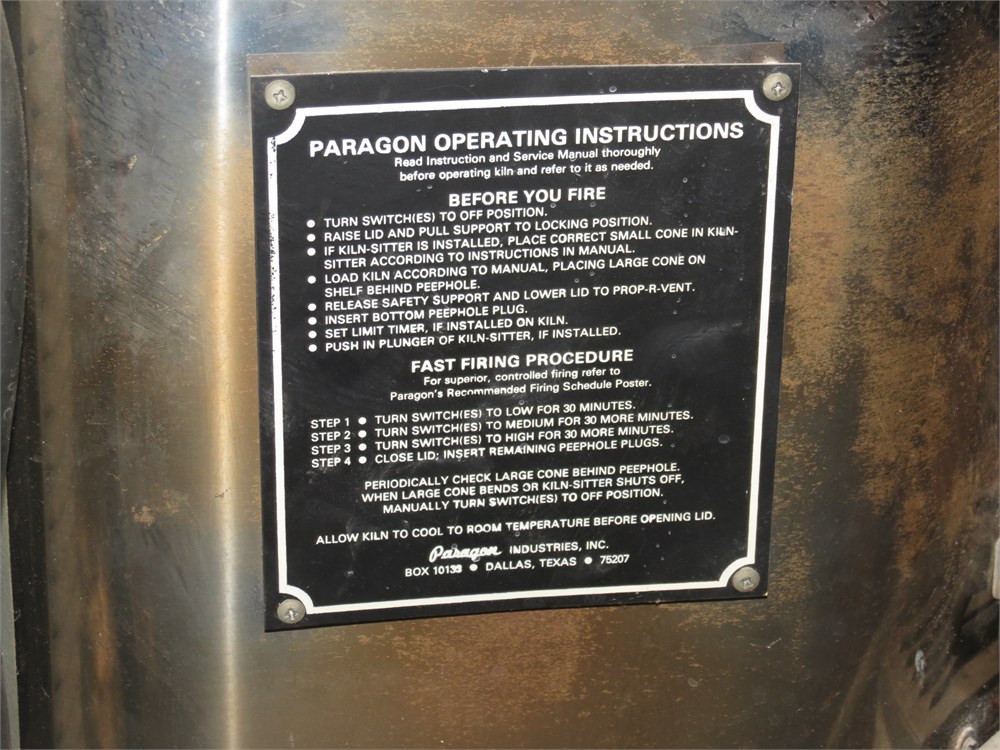 PARAGON OPERATING INSTRUCTIONS
Read Instruction and Service Manual thoroughly
before operating kiln and refer to it as needed.
BEFORE YOU FIRE
● TURN SWITCH(ES) TO OFF POSITION.
● RAISE LID AND PULL SUPPORT TO LOCKING POSITION.
● IF KILN-SITTER IS INSTALLED, PLACE CORRECT SMALL CONE IN KILN-
SITTER ACCORDING TO INSTRUCTIONS IN MANUAL.
● LOAD KILN ACCORDING TO MANUAL, PLACING LARGE CONE ON
SHELF BEHIND PEEPHOLE.
● RELEASE SAFETY SUPPORT AND LOWER LID TO PROP-R-VENT.
● INSERT BOTTOM PEEPHOLE PLUG.
● SET LIMIT TIMER, IF INSTALLED ON KILN.
● PUSH IN PLUNGER OF KILN-SITTER, IF INSTALLED.
FAST FIRING PROCEDURE
For superior, controlled firing refer to
Paragon's Recommended Firing Schedule Poster.
STEP 1 ● TURN SWITCH(ES) TO LOW FOR 30 MINUTES.
STEP 2 ● TURN SWITCH(ES) TO MEDIUM FOR 30 MORE MINUTES.
STEP 3 ● TURN SWITCH(ES) TO HIGH FOR 30 MORE MINUTES.
STEP 4 ● CLOSE LID; INSERT REMAINING PEEPHOLE PLUGS.
PERIODICALLY CHECK LARGE CONE BEHIND PEEPHOLE.
WHEN LARGE CONE BENDS OR KILN-SITTER SHUTS OFF,
MANUALLY TURN SWITCH(ES) TO OFF POSITION.
ALLOW KILN TO COOL TO ROOM TEMPERATURE BEFORE OPENING LID.
Paragon INDUSTRIES, INC.
BOX 10133 ● DALLAS, TEXAS ● 75207